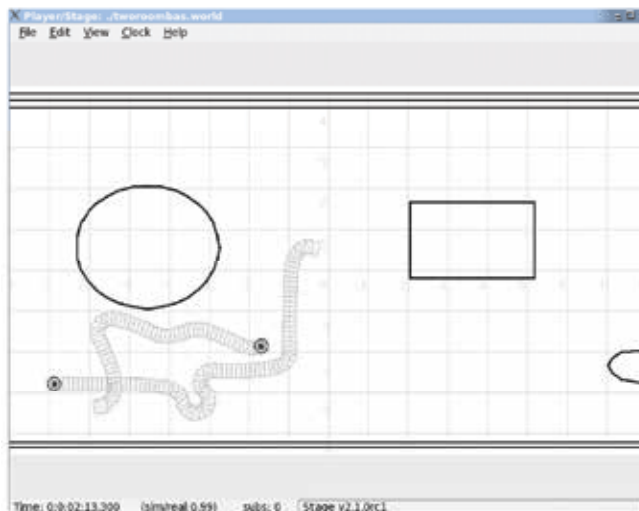 Player/Stage: ./tworoombas.world
File Edit View Clock Help
Time: 0:0:02:13.300 (sim/real 0.99) subs: 0 Stage v2.1.0rc1